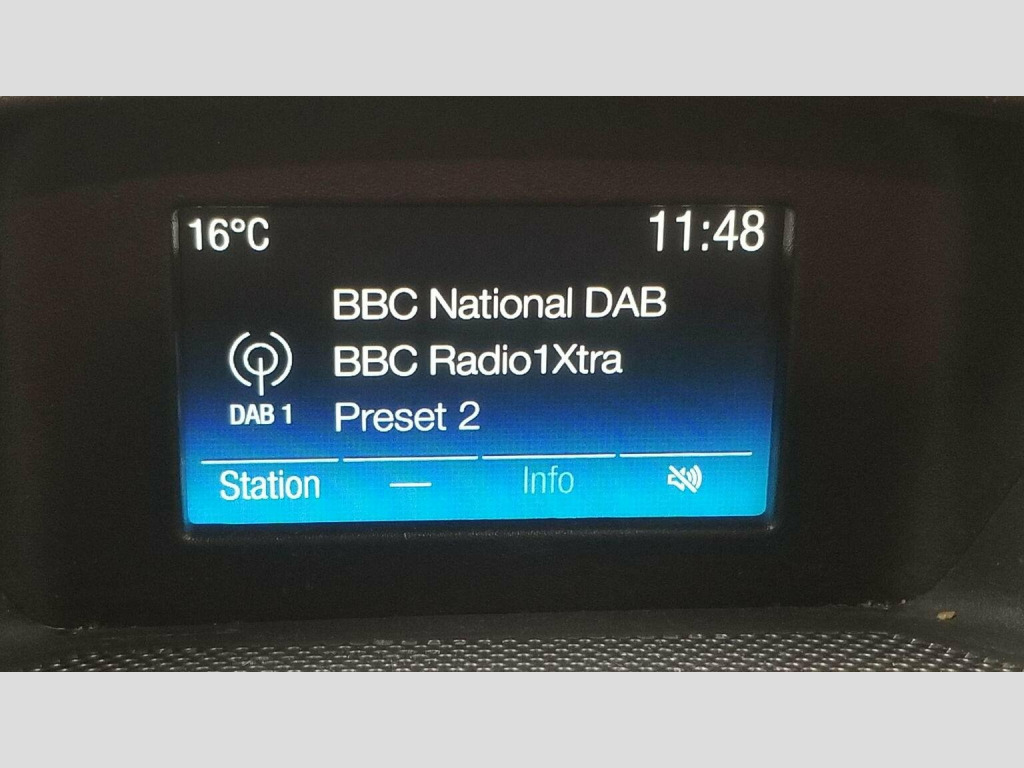 16°C 11:48
BBC National DAB
BBC Radio1Xtra
DAB 1
Preset 2
Station — Info